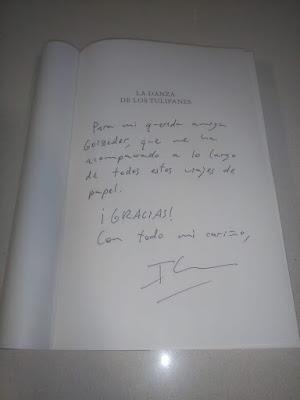 LA DANZA
DE LOS TULIPANES
Para mi querida amiga
que me ha
acompañado a lo largo
de todos estos viajes de
papel.
¡GRACIAS!
Con todo mi cariño,